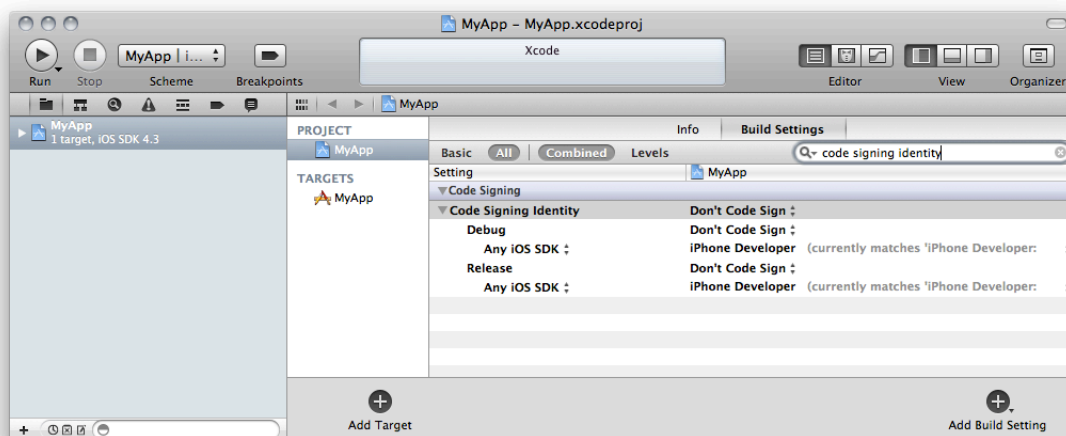 MyApp – MyApp.xcodeproj
MyApp | i...
Xcode
Run Stop Scheme Breakpoints Editor View Organizer
MyApp
MyApp
1 target, iOS SDK 4.3
PROJECT
MyApp
TARGETS
MyApp
Info Build Settings
Basic All Combined Levels code signing identity
Setting MyApp
Code Signing
Code Signing Identity Don't Code Sign
Debug Don't Code Sign
Any iOS SDK iPhone Developer (currently matches 'iPhone Developer:
Release Don't Code Sign
Any iOS SDK iPhone Developer (currently matches 'iPhone Developer:
Add Target Add Build Setting